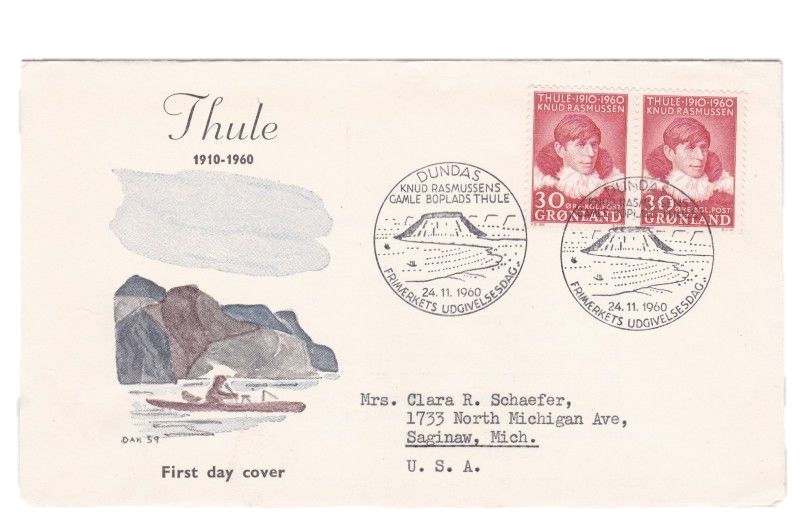 Thule
1910-1960
THULE·1910-1960
KNUD RASMUSSEN
30 ØRE·KGL.POST
GRØNLAND
THULE·1910-1960
KNUD RASMUSSEN
30 ØRE·KGL.POST
GRØNLAND
DUNDAS
KNUD RASMUSSENS
GAMLE BOPLADS THULE
24.11.1960
FRIMÆRKETS UDGIVELSESDAG.
DUNDAS
KNUD RASMUSSENS
GAMLE BOPLADS THULE
24.11.1960
FRIMÆRKETS UDGIVELSESDAG.
Mrs. Clara R. Schaefer,
1733 North Michigan Ave,
Saginaw, Mich.
U. S. A.
DAH 59
First day cover